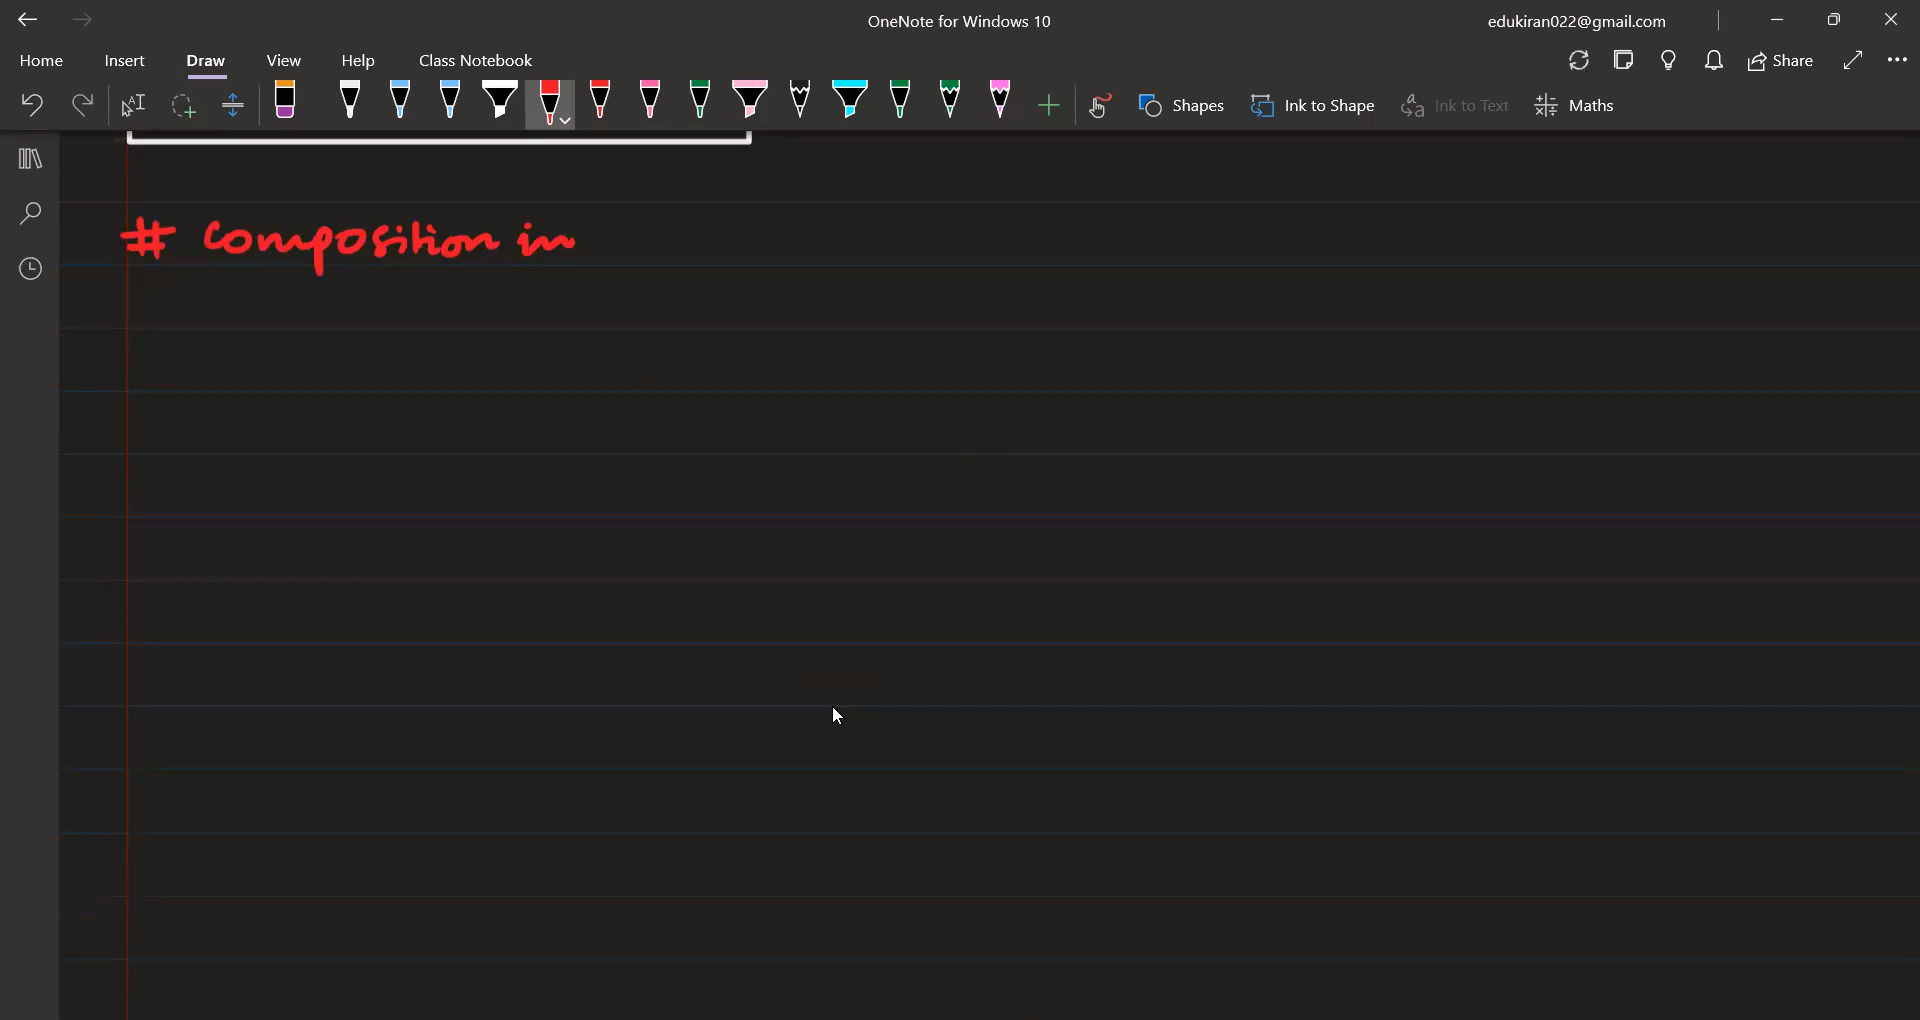 OneNote for Windows 10
edukiran022@gmail.com
Home Insert Draw View Help Class Notebook
Share
Shapes Ink to Shape Ink to Text Maths
# Composition in